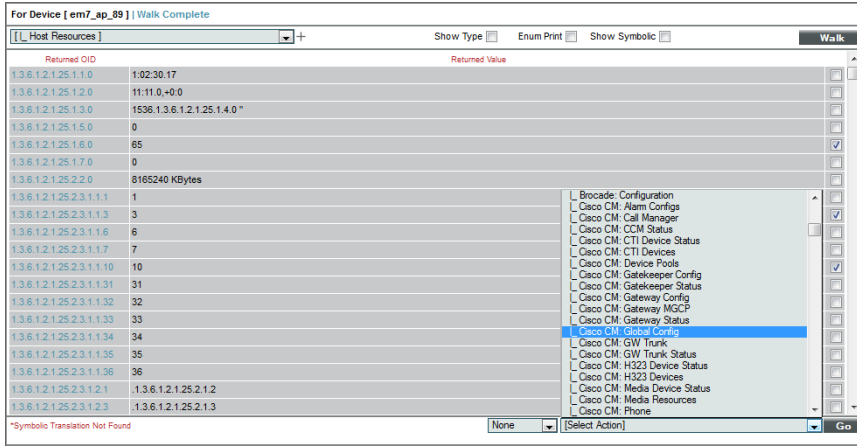 For Device [ em7_ap_89 ] | Walk Complete
[ |_ Host Resources ] + Show Type Enum Print Show Symbolic Walk
Returned OID Returned Value
1.3.6.1.2.1.25.1.1.0 1:02:30.17
1.3.6.1.2.1.25.1.2.0 11:11.0,+0:0
1.3.6.1.2.1.25.1.3.0 1536.1.3.6.1.2.1.25.1.4.0 "
1.3.6.1.2.1.25.1.5.0 0
1.3.6.1.2.1.25.1.6.0 65
1.3.6.1.2.1.25.1.7.0 0
1.3.6.1.2.1.25.2.2.0 8165240 KBytes
1.3.6.1.2.1.25.2.3.1.1.1 1
1.3.6.1.2.1.25.2.3.1.1.3 3
1.3.6.1.2.1.25.2.3.1.1.6 6
1.3.6.1.2.1.25.2.3.1.1.7 7
1.3.6.1.2.1.25.2.3.1.1.10 10
1.3.6.1.2.1.25.2.3.1.1.31 31
1.3.6.1.2.1.25.2.3.1.1.32 32
1.3.6.1.2.1.25.2.3.1.1.33 33
1.3.6.1.2.1.25.2.3.1.1.34 34
1.3.6.1.2.1.25.2.3.1.1.35 35
1.3.6.1.2.1.25.2.3.1.1.36 36
1.3.6.1.2.1.25.2.3.1.2.1 .1.3.6.1.2.1.25.2.1.2
1.3.6.1.2.1.25.2.3.1.2.3 .1.3.6.1.2.1.25.2.1.3
|_ Brocade: Configuration
|_ Cisco CM: Alarm Configs
|_ Cisco CM: Call Manager
|_ Cisco CM: CCM Status
|_ Cisco CM: CTI Device Status
|_ Cisco CM: CTI Devices
|_ Cisco CM: Device Pools
|_ Cisco CM: Gatekeeper Config
|_ Cisco CM: Gatekeeper Status
|_ Cisco CM: Gateway Config
|_ Cisco CM: Gateway MGCP
|_ Cisco CM: Gateway Status
|_ Cisco CM: Global Config
|_ Cisco CM: GW Trunk
|_ Cisco CM: GW Trunk Status
|_ Cisco CM: H323 Device Status
|_ Cisco CM: H323 Devices
|_ Cisco CM: Media Device Status
|_ Cisco CM: Media Resources
|_ Cisco CM: Phone
*Symbolic Translation Not Found None [Select Action] Go